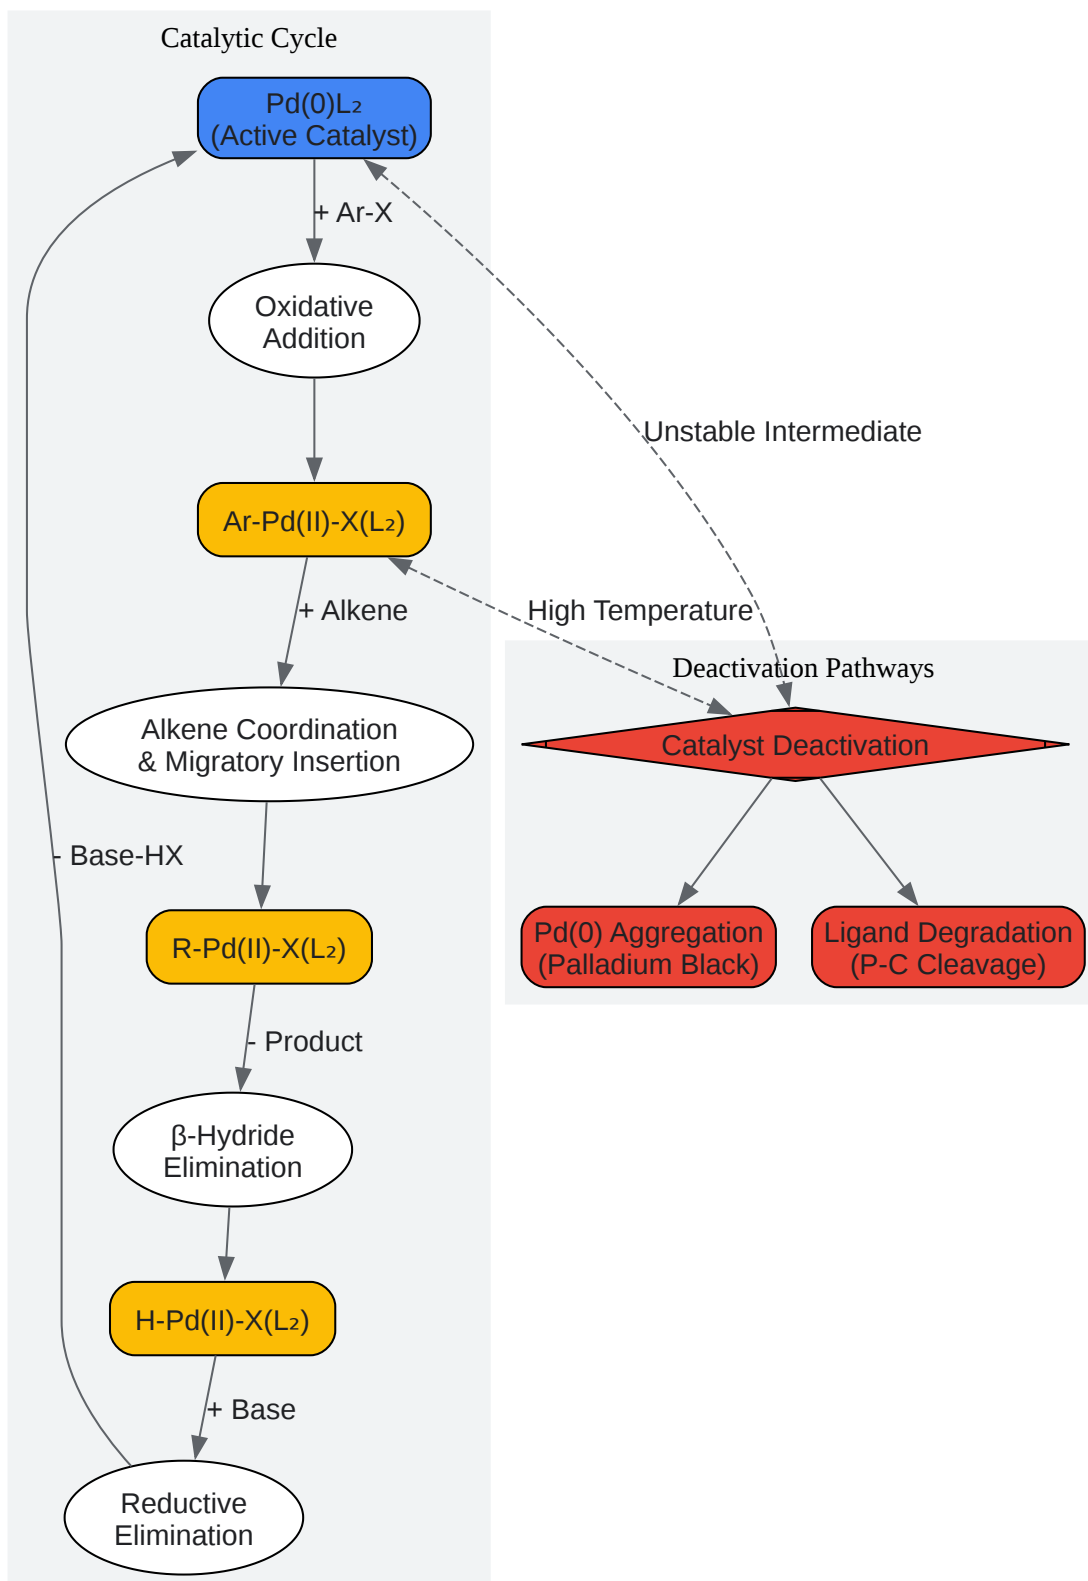 Catalytic Cycle
Pd(0)L₂
(Active Catalyst)
+ Ar-X
Oxidative
Addition
Unstable Intermediate
Ar-Pd(II)-X(L₂)
+ Alkene
High Temperature
Deactivation Pathways
Alkene Coordination
& Migratory Insertion
Catalyst Deactivation
- Base-HX
R-Pd(II)-X(L₂)
Pd(0) Aggregation
(Palladium Black)
Ligand Degradation
(P-C Cleavage)
- Product
β-Hydride
Elimination
H-Pd(II)-X(L₂)
+ Base
Reductive
Elimination